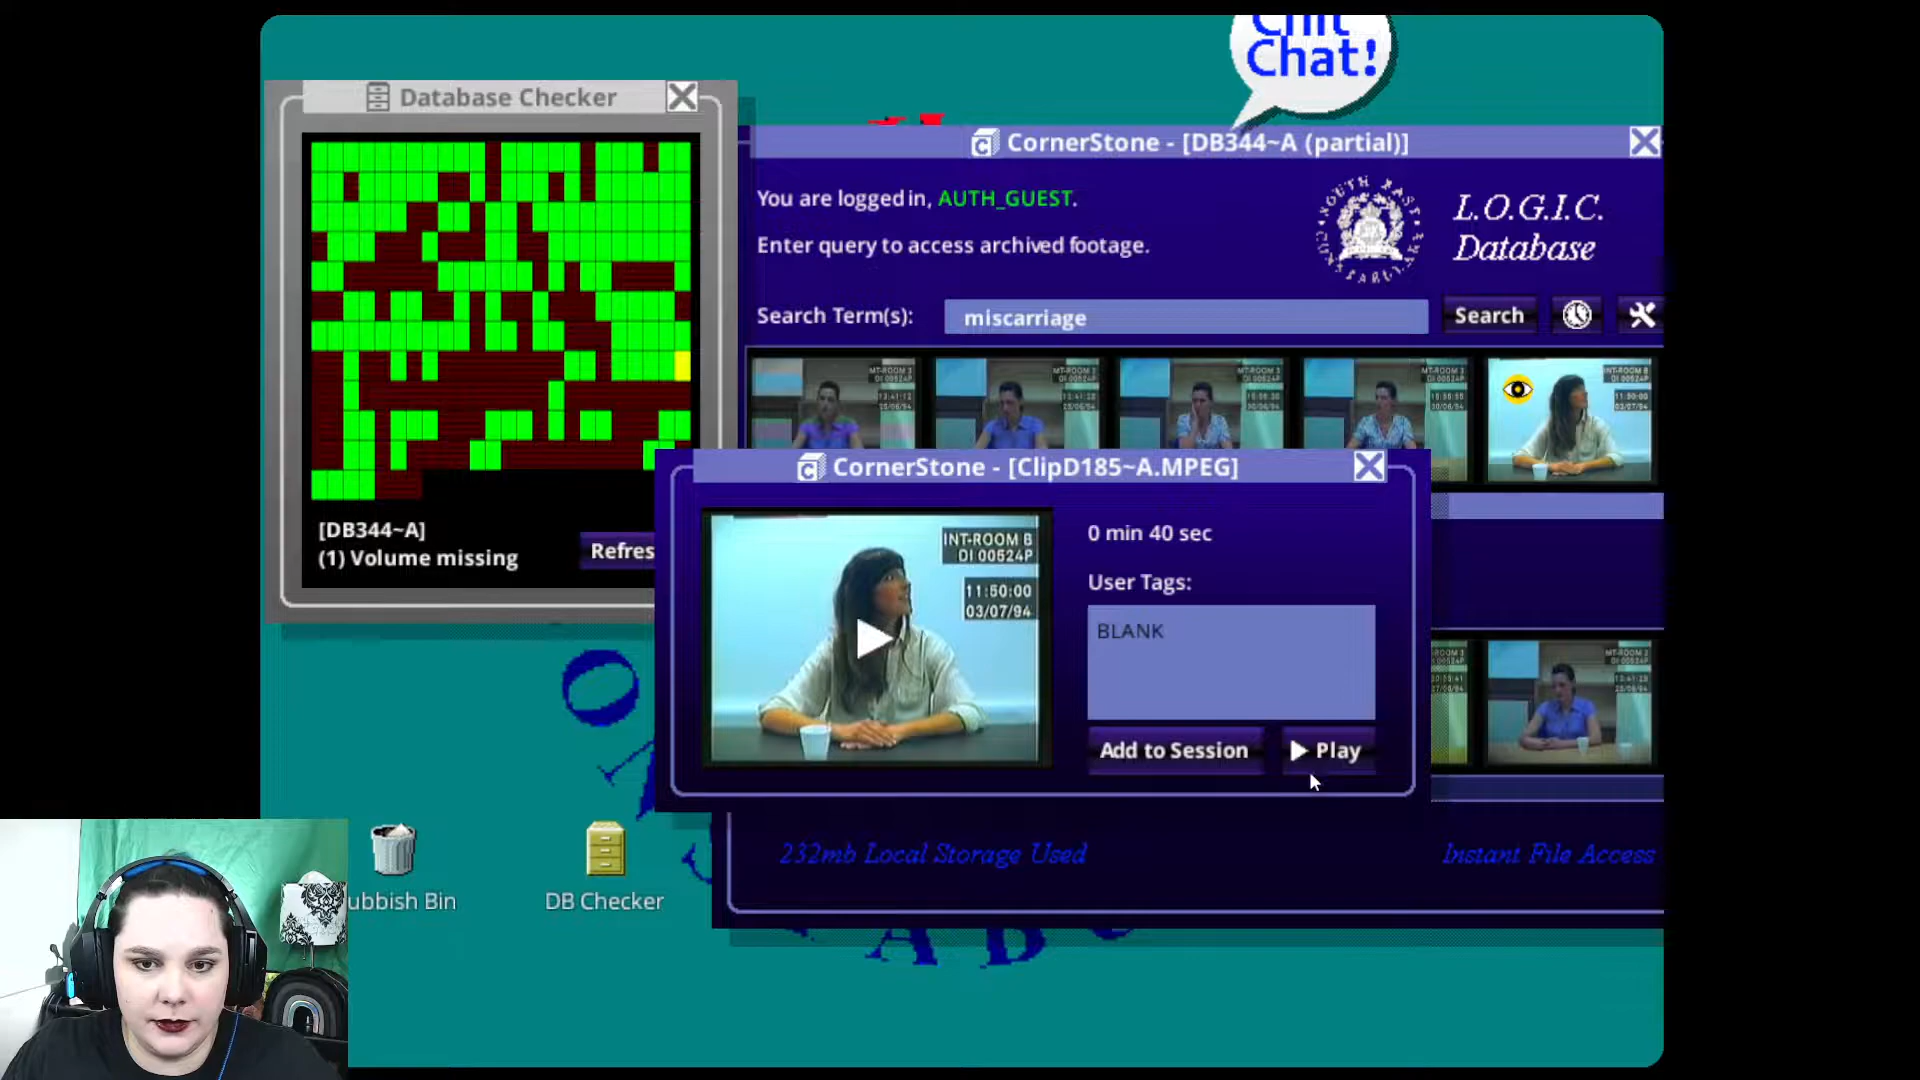 Chit
Chat!
Database Checker
CornerStone - [DB344~A (partial)]
You are logged in, AUTH_GUEST.
Enter query to access archived footage.
L.O.G.I.C.
Database
Search Term(s):
miscarriage
Search
[DB344~A]
(1) Volume missing
Refres
CornerStone - [ClipD185~A.MPEG]
INT-ROOM B
DI 00524P
11:50:00
03/07/94
0 min 40 sec
User Tags:
BLANK
Add to Session
Play
232mb Local Storage Used
Instant File Access
ubbish Bin
DB Checker